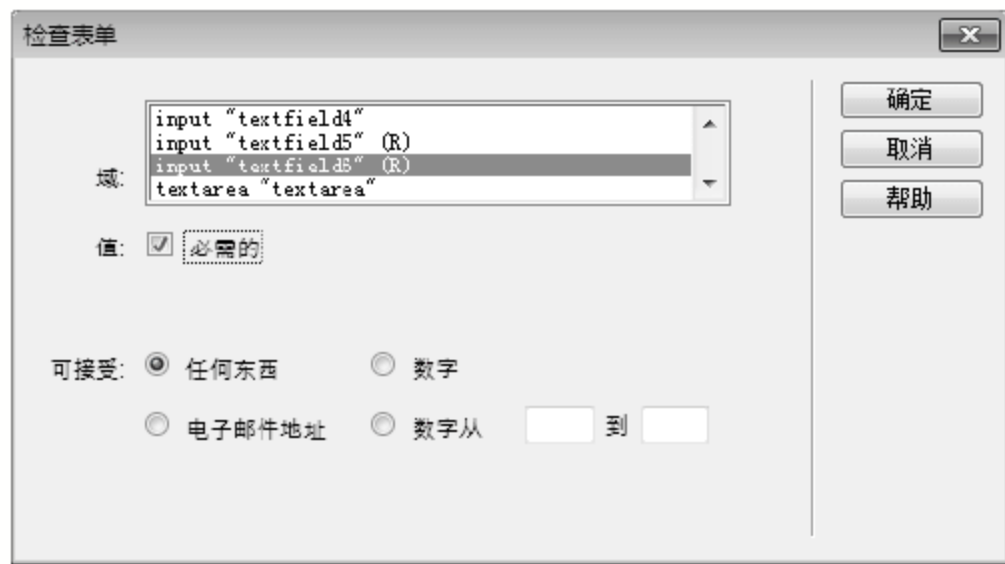 检查表单
input "textfield4"
input "textfield5" (R)
input "textfield6" (R)
textarea "textarea"
域:
值: 必需的
可接受: 任何东西 数字
电子邮件地址 数字从 到
确定
取消
帮助